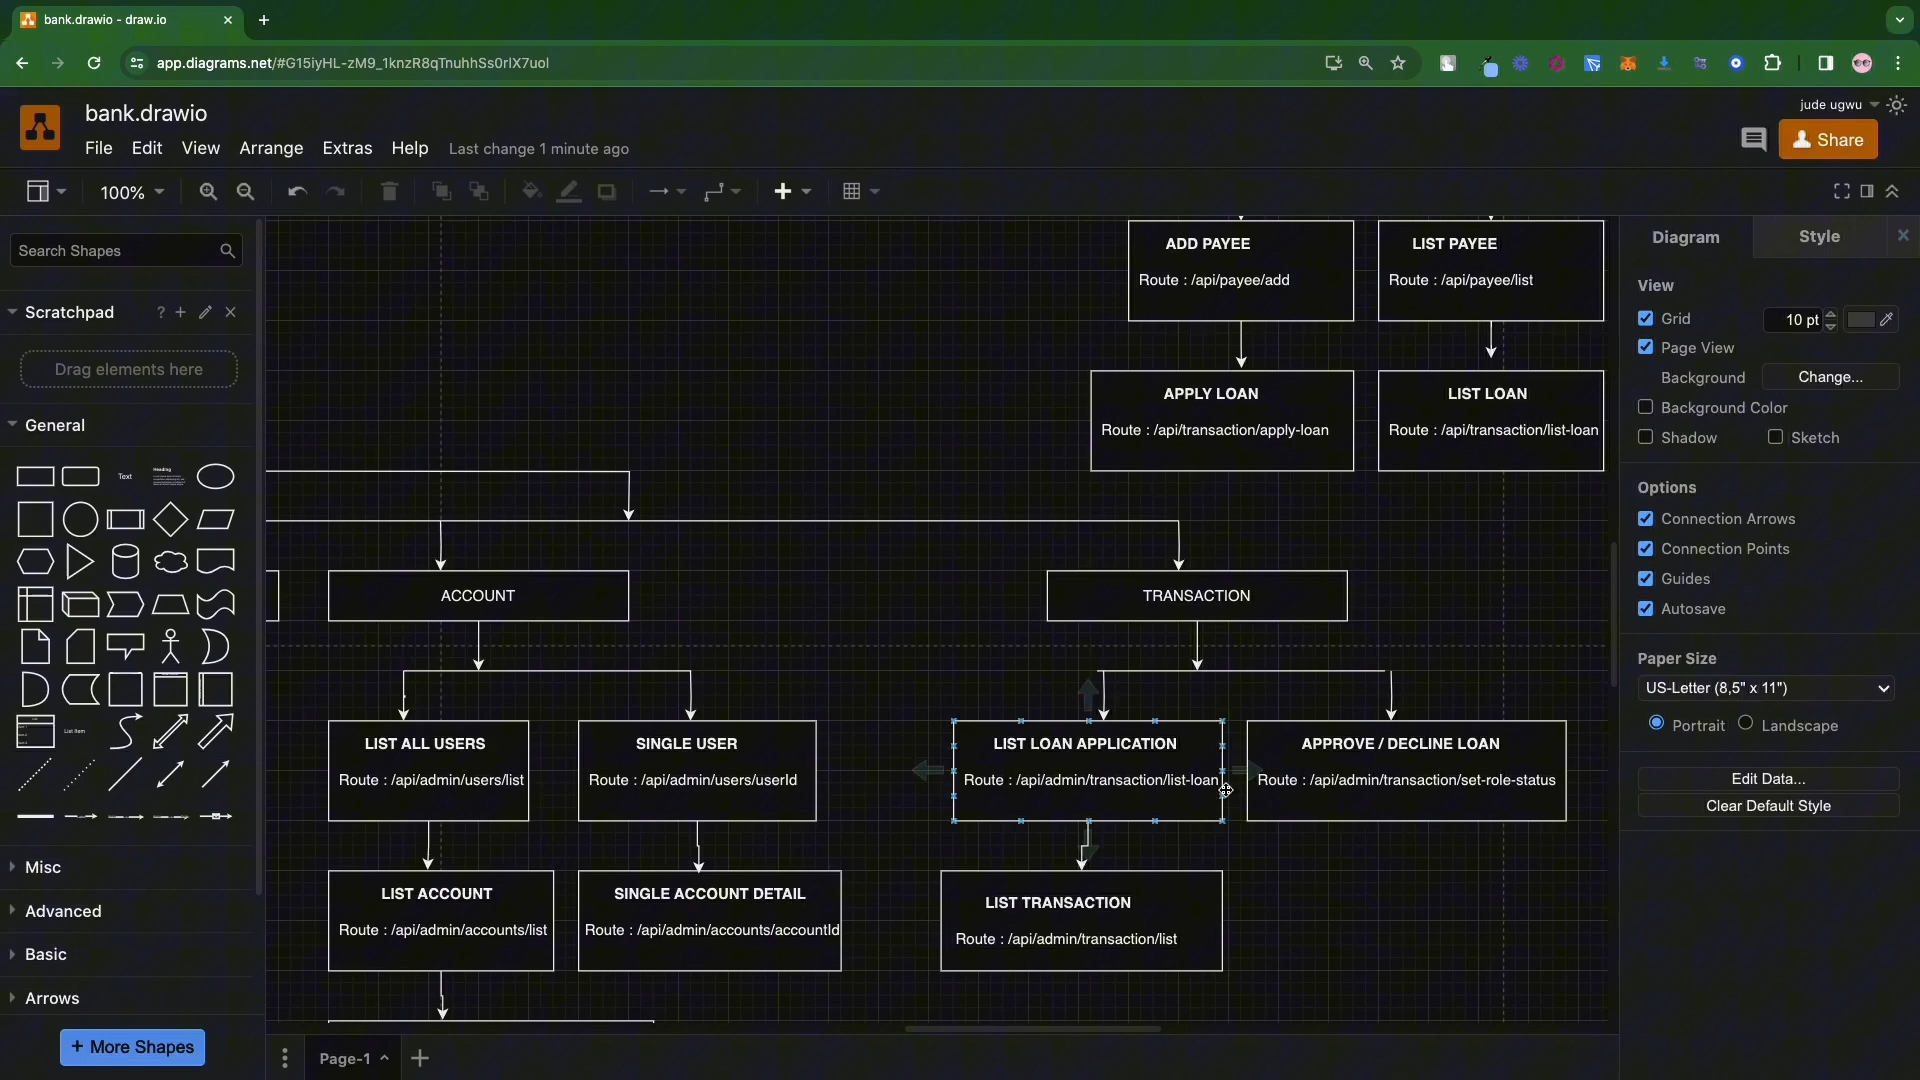 bank.drawio - draw.io
app.diagrams.net/#G15iyHL-zM9_1knzR8qTnuhhSs0rlX7uol
bank.drawio
jude ugwu
File Edit View Arrange Extras Help Last change 1 minute ago
Share
100%
Search Shapes
Scratchpad
?
Drag elements here
General
Text
Heading
List Item
Misc
Advanced
Basic
Arrows
+ More Shapes
ADD PAYEE
Route : /api/payee/add
LIST PAYEE
Route : /api/payee/list
APPLY LOAN
Route : /api/transaction/apply-loan
LIST LOAN
Route : /api/transaction/list-loan
ACCOUNT
TRANSACTION
LIST ALL USERS
Route : /api/admin/users/list
SINGLE USER
Route : /api/admin/users/userId
LIST LOAN APPLICATION
Route : /api/admin/transaction/list-loan
APPROVE / DECLINE LOAN
Route : /api/admin/transaction/set-role-status
LIST ACCOUNT
Route : /api/admin/accounts/list
SINGLE ACCOUNT DETAIL
Route : /api/admin/accounts/accountId
LIST TRANSACTION
Route : /api/admin/transaction/list
Page-1
Diagram Style
View
Grid 10 pt
Page View
Background Change...
Background Color
Shadow Sketch
Options
Connection Arrows
Connection Points
Guides
Autosave
Paper Size
US-Letter (8,5" x 11")
Portrait Landscape
Edit Data...
Clear Default Style